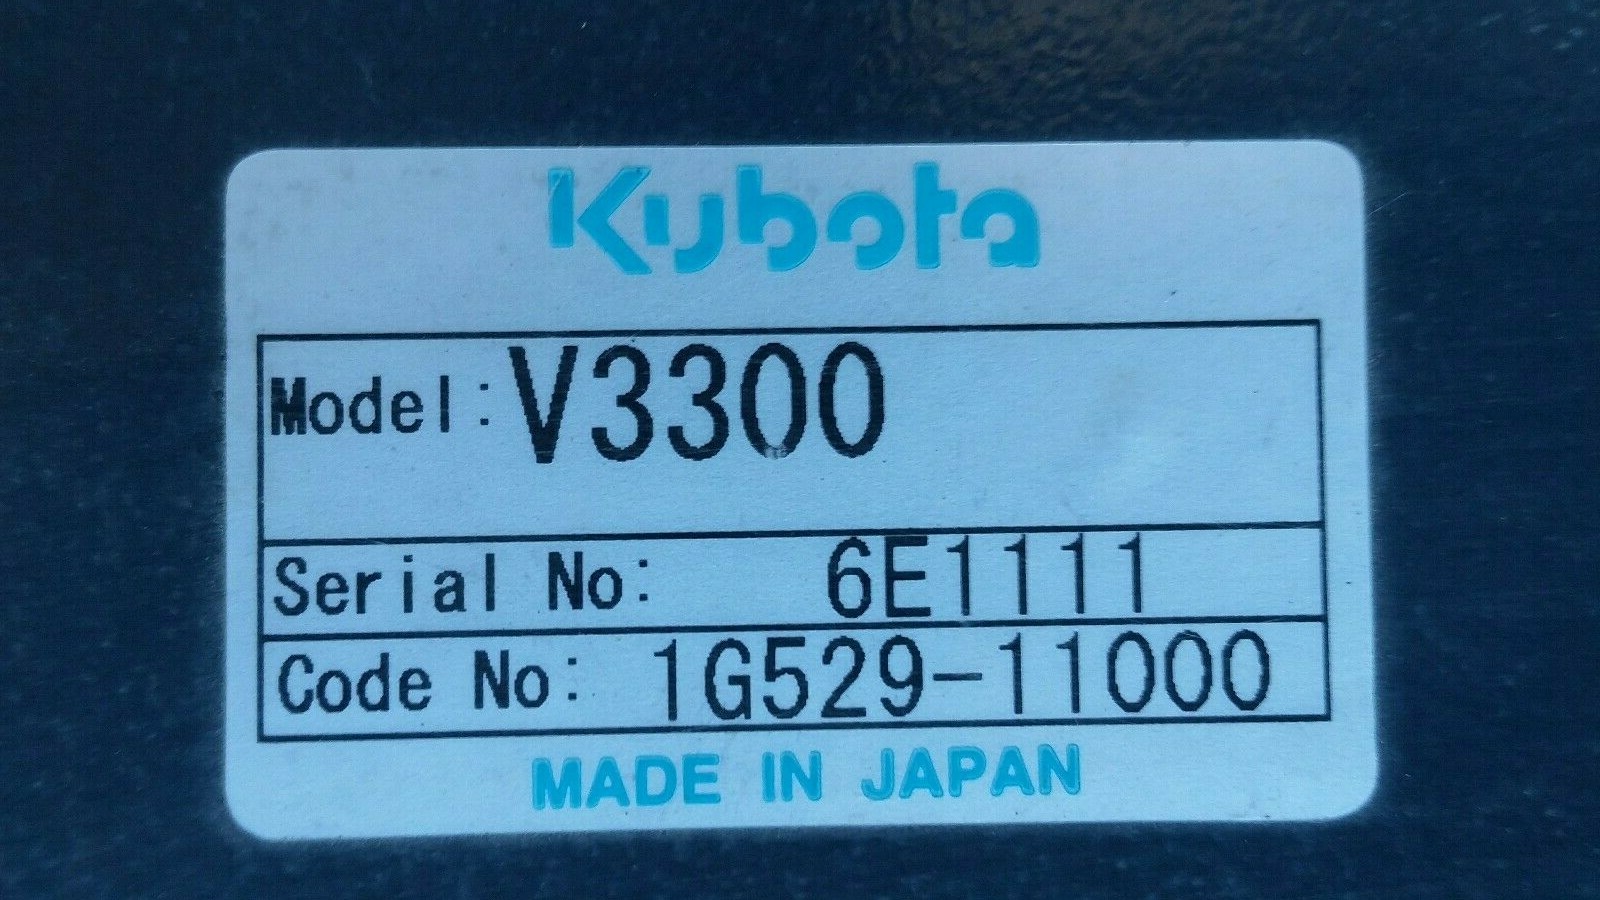 Kubota
Model: V3300
Serial No: 6E1111
Code No: 1G529-11000
MADE IN JAPAN